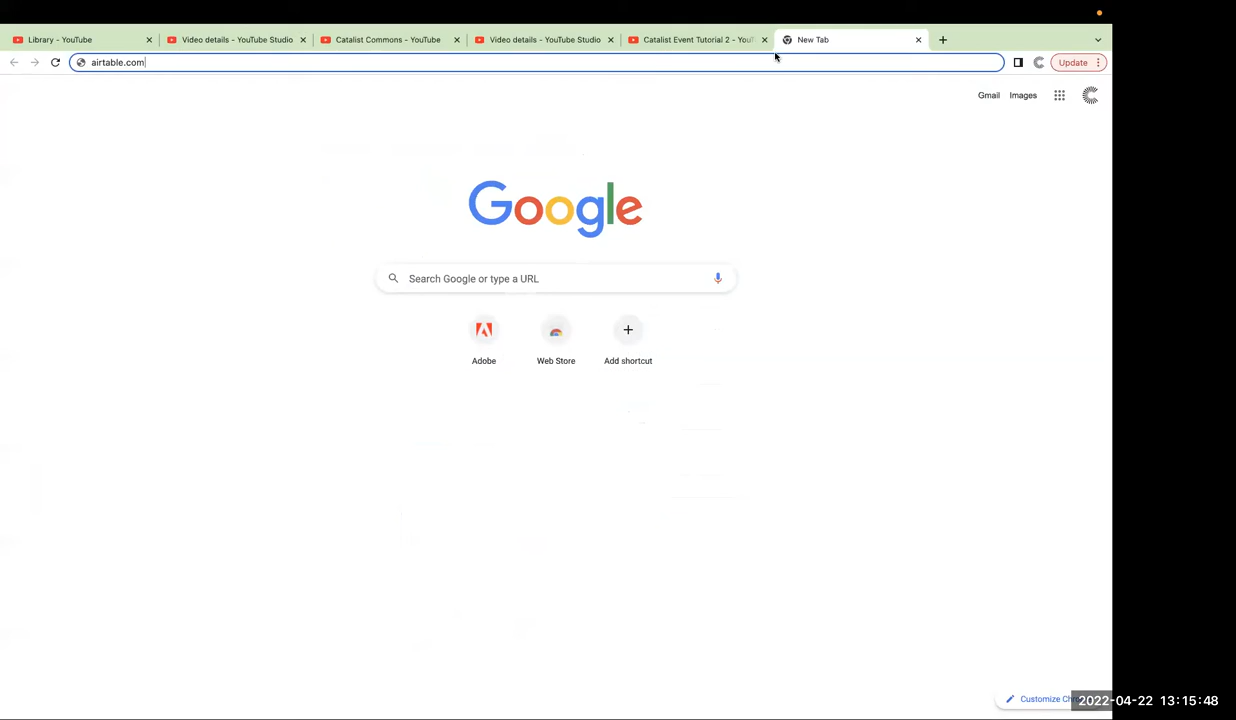 Library - YouTube
Video details - YouTube Studio
Catalist Commons - YouTube
Video details - YouTube Studio
Catalist Event Tutorial 2 - You
New Tab
airtable.com
Update
Gmail Images
Google
Search Google or type a URL
Adobe Web Store Add shortcut
Customize Chr
2022-04-22 13:15:48